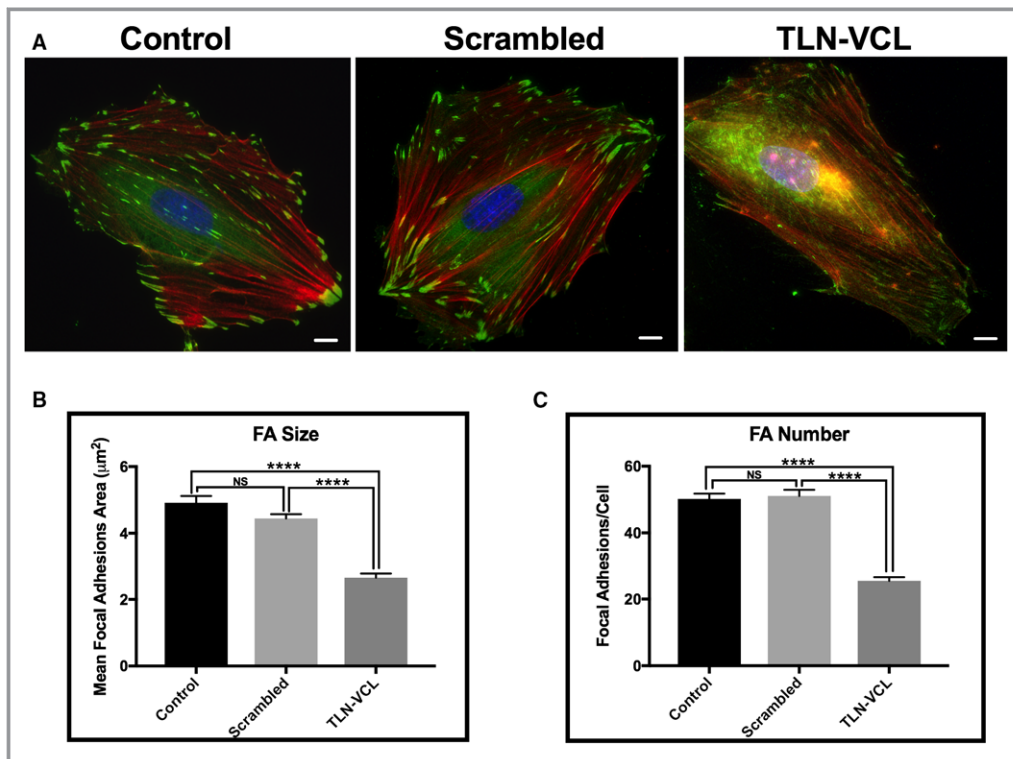 A
Control
Scrambled
TLN-VCL
B
FA Size
Mean Focal Adhesions Area (μm²)
6
4
2
0
****
NS
****
Control
Scrambled
TLN-VCL
C
FA Number
Focal Adhesions/Cell
60
40
20
0
****
NS
****
Control
Scrambled
TLN-VCL